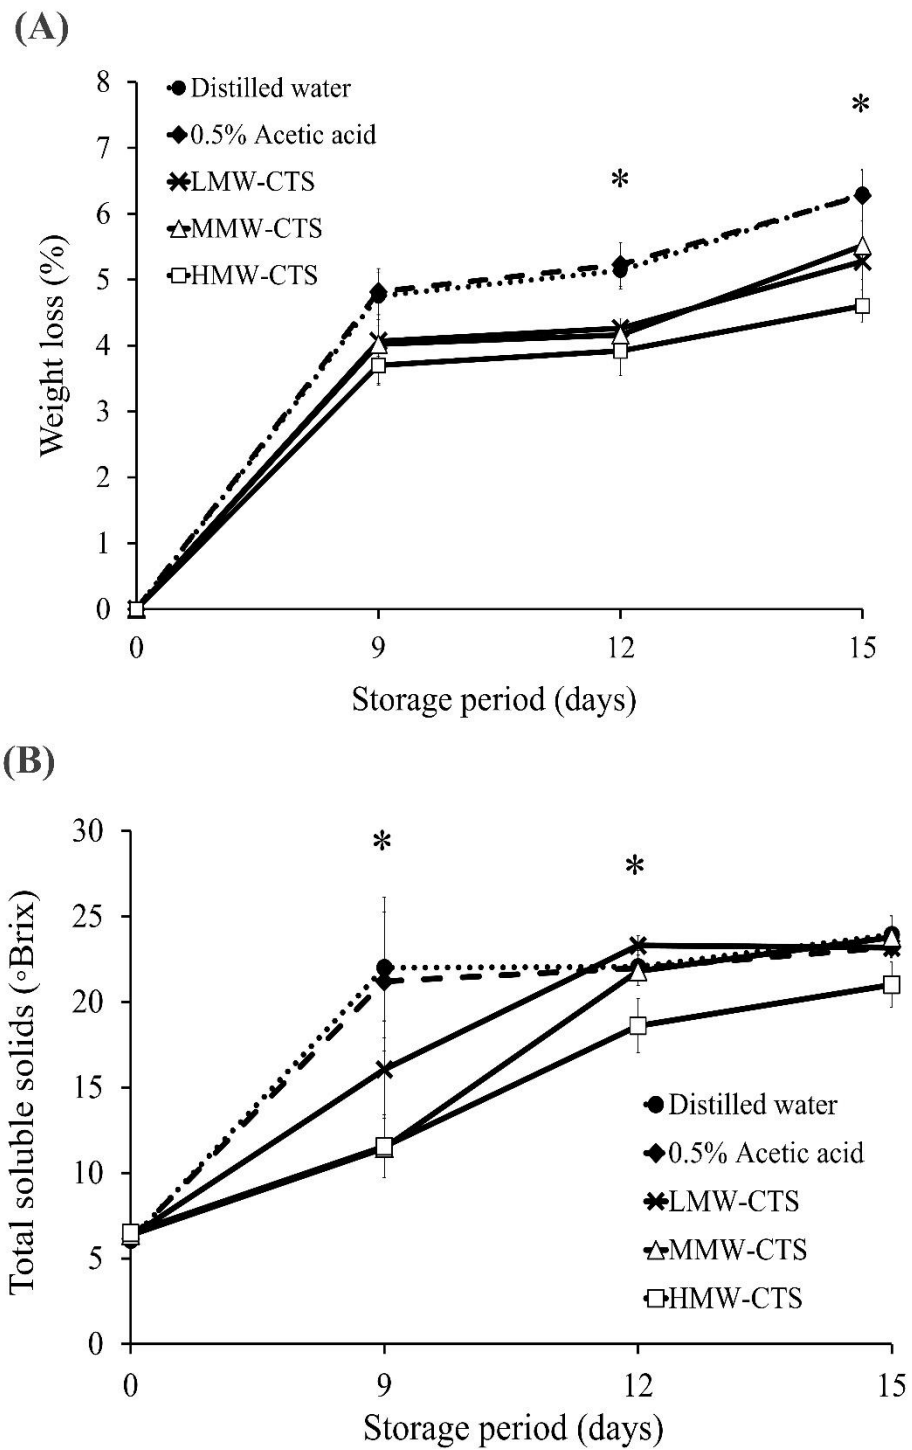 (A)
8
7
6
5
4
3
2
1
0
Weight loss (%)
Distilled water
0.5% Acetic acid
LMW-CTS
MMW-CTS
HMW-CTS
*
*
0 9 12 15
Storage period (days)
(B)
30
25
20
15
10
5
0
Total soluble solids (∘Brix)
*
*
Distilled water
0.5% Acetic acid
LMW-CTS
MMW-CTS
HMW-CTS
0 9 12 15
Storage period (days)